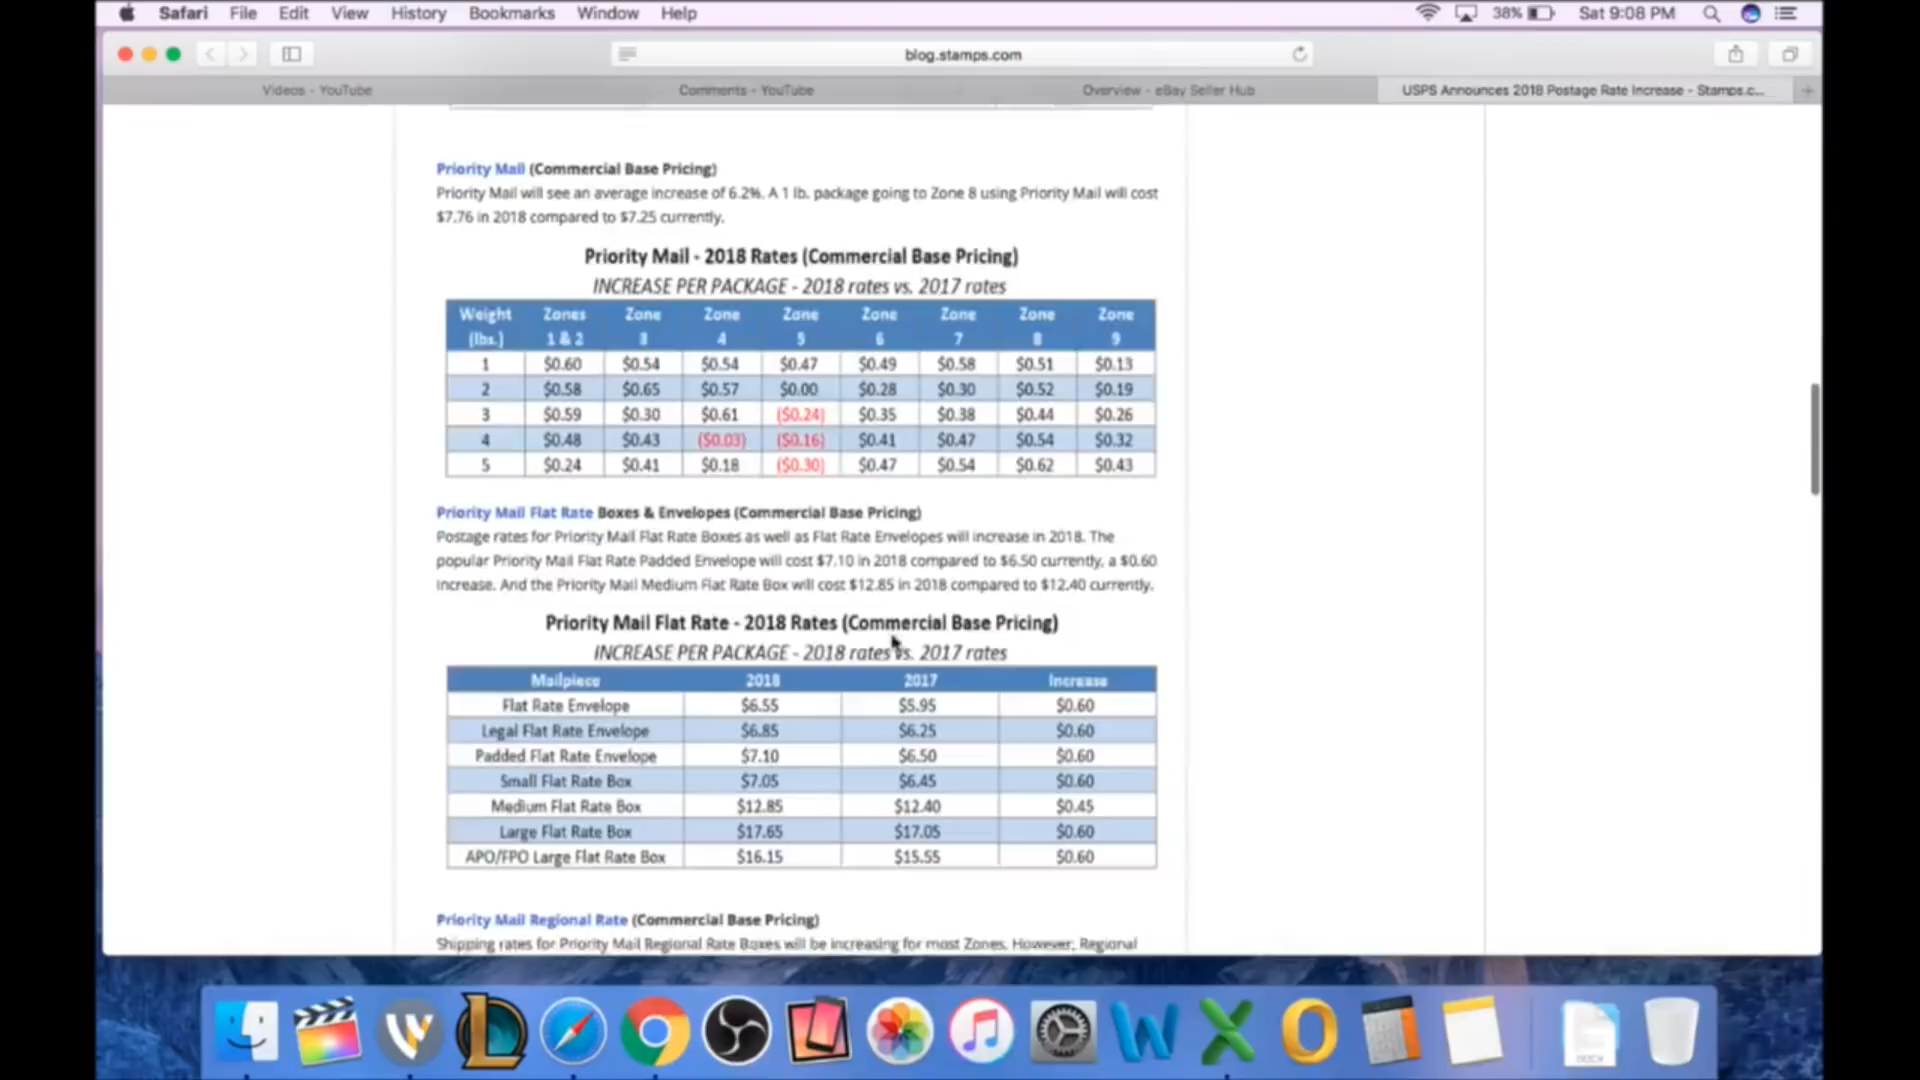 Safari File Edit View History Bookmarks Window Help 38% Sat 9:08 PM
blog.stamps.com
Videos - YouTube Comments - YouTube Overview - eBay Seller Hub USPS Announces 2018 Postage Rate Increase - Stamps.c...
Priority Mail (Commercial Base Pricing)
Priority Mail will see an average increase of 6.2%. A 1 lb. package going to Zone 8 using Priority Mail will cost
$7.76 in 2018 compared to $7.25 currently.
Priority Mail - 2018 Rates (Commercial Base Pricing)
INCREASE PER PACKAGE - 2018 rates vs. 2017 rates
Weight Zones Zone Zone Zone Zone Zone Zone Zone
(lbs.) 1 & 2 3 4 5 6 7 8 9
1 $0.60 $0.54 $0.54 $0.47 $0.49 $0.58 $0.51 $0.13
2 $0.58 $0.65 $0.57 $0.00 $0.28 $0.30 $0.52 $0.19
3 $0.59 $0.30 $0.61 ($0.24) $0.35 $0.38 $0.44 $0.26
4 $0.48 $0.43 ($0.03) ($0.16) $0.41 $0.47 $0.54 $0.32
5 $0.24 $0.41 $0.18 ($0.30) $0.47 $0.54 $0.62 $0.43
Priority Mail Flat Rate Boxes & Envelopes (Commercial Base Pricing)
Postage rates for Priority Mail Flat Rate Boxes as well as Flat Rate Envelopes will increase in 2018. The
popular Priority Mail Flat Rate Padded Envelope will cost $7.10 in 2018 compared to $6.50 currently, a $0.60
increase. And the Priority Mail Medium Flat Rate Box will cost $12.85 in 2018 compared to $12.40 currently.
Priority Mail Flat Rate - 2018 Rates (Commercial Base Pricing)
INCREASE PER PACKAGE - 2018 rates vs. 2017 rates
Mailpiece 2018 2017 Increase
Flat Rate Envelope $6.55 $5.95 $0.60
Legal Flat Rate Envelope $6.85 $6.25 $0.60
Padded Flat Rate Envelope $7.10 $6.50 $0.60
Small Flat Rate Box $7.05 $6.45 $0.60
Medium Flat Rate Box $12.85 $12.40 $0.45
Large Flat Rate Box $17.65 $17.05 $0.60
APO/FPO Large Flat Rate Box $16.15 $15.55 $0.60
Priority Mail Regional Rate (Commercial Base Pricing)
Shipping rates for Priority Mail Regional Rate Boxes will be increasing for most Zones. However, Regional
DOCX